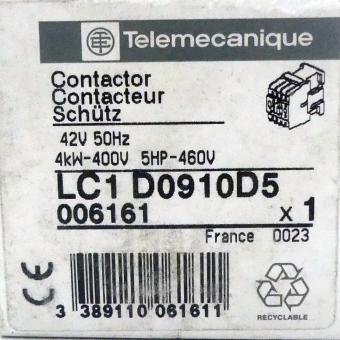 Telemecanique
Contactor
Contacteur
Schütz
42V 50Hz
4kW-400V 5HP-460V
LC1 D0910D5
006161 x 1
France 0023
CE
3 389110 061611
RECYCLABLE